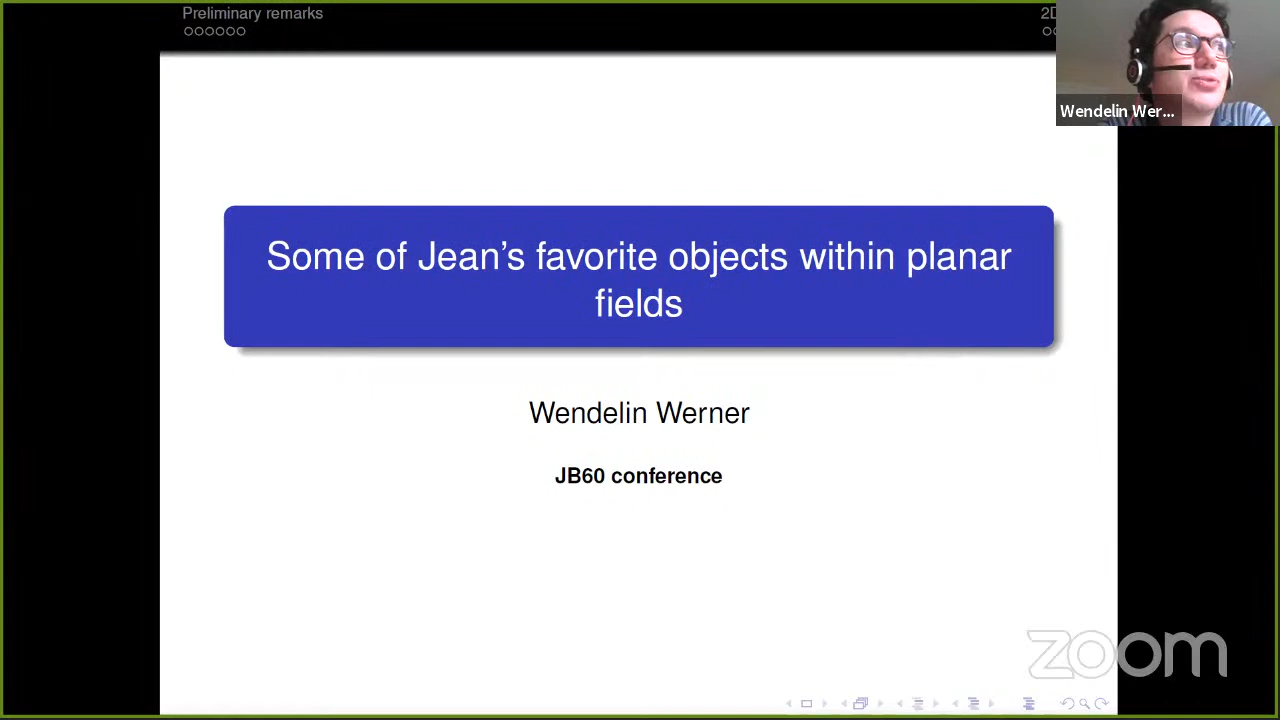 Preliminary remarks
2D
Wendelin Wer...
Some of Jean's favorite objects within planar
fields
Wendelin Werner
JB60 conference
zoom